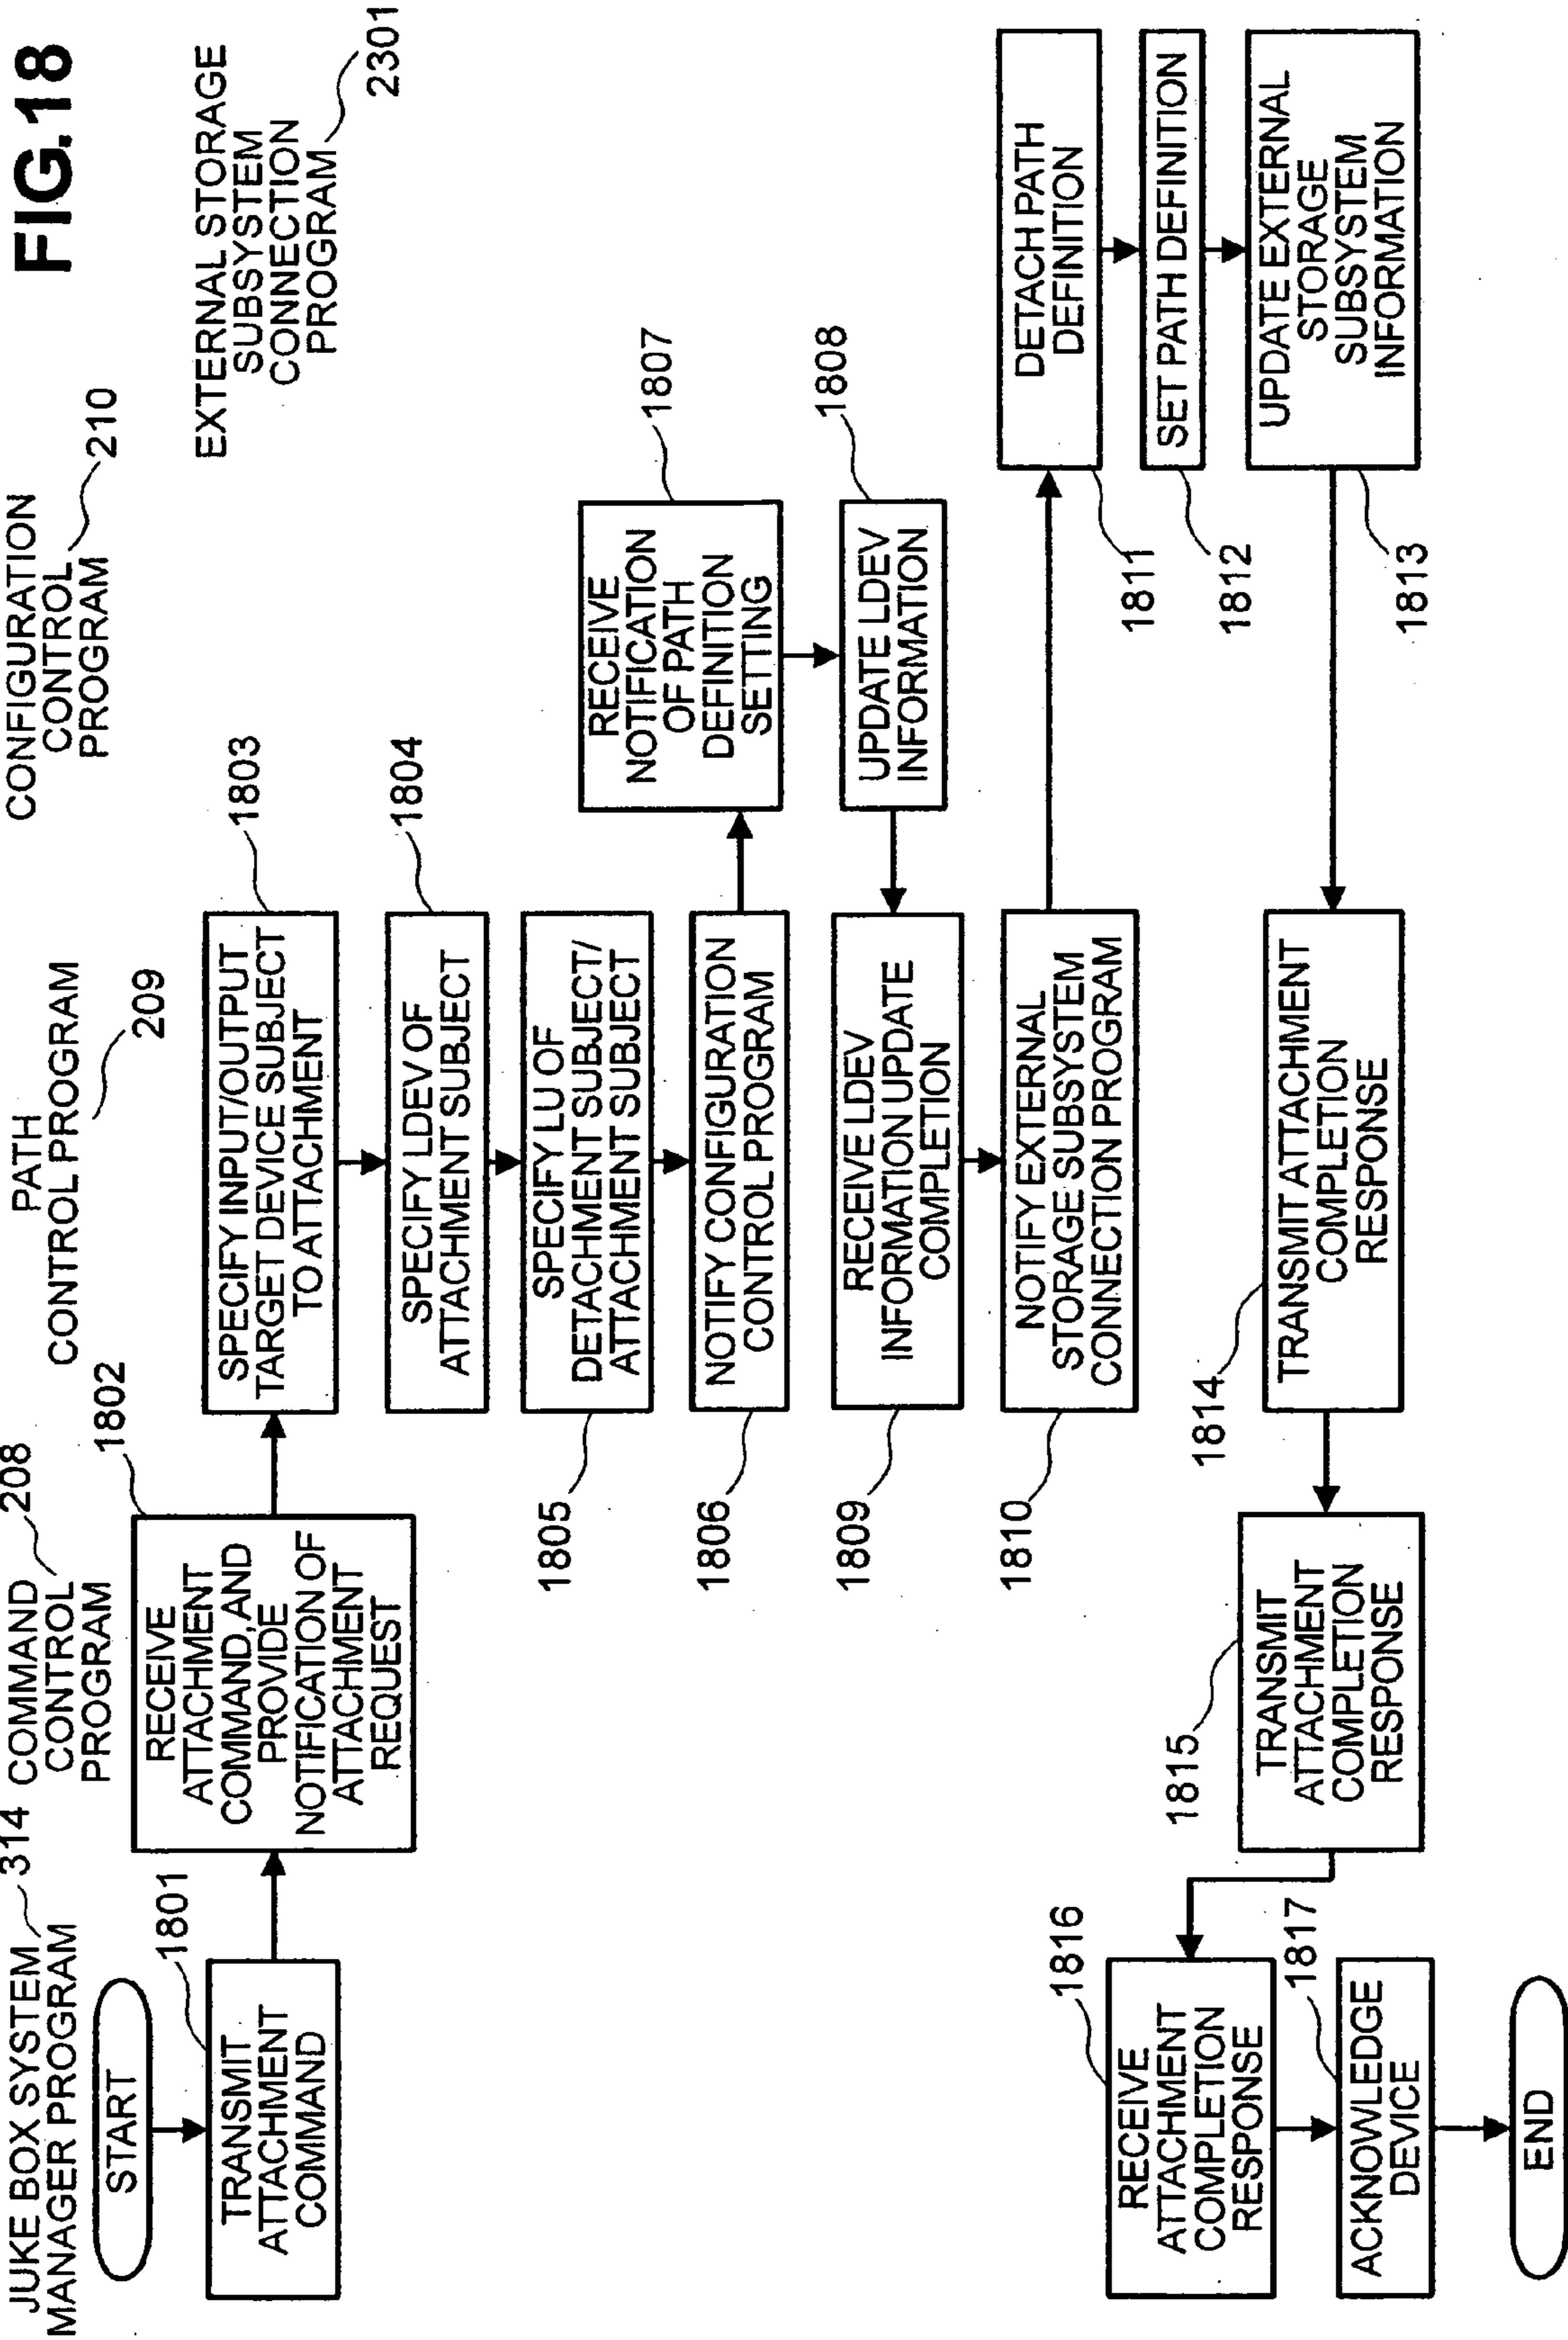 FIG.18
JUKE BOX SYSTEM
MANAGER PROGRAM
314
COMMAND
CONTROL
PROGRAM
208
PATH
CONTROL PROGRAM
209
CONFIGURATION
CONTROL
PROGRAM
210
EXTERNAL STORAGE
SUBSYSTEM
CONNECTION
PROGRAM
2301
START
1801
TRANSMIT
ATTACHMENT
COMMAND
1802
RECEIVE
ATTACHMENT
COMMAND, AND
PROVIDE
NOTIFICATION OF
ATTACHMENT
REQUEST
1803
SPECIFY INPUT/OUTPUT
TARGET DEVICE SUBJECT
TO ATTACHMENT
1804
SPECIFY LDEV OF
ATTACHMENT SUBJECT
1805
SPECIFY LU OF
DETACHMENT SUBJECT/
ATTACHMENT SUBJECT
1806
NOTIFY CONFIGURATION
CONTROL PROGRAM
1807
RECEIVE
NOTIFICATION
OF PATH
DEFINITION
SETTING
1808
UPDATE LDEV
INFORMATION
1809
RECEIVE LDEV
INFORMATION UPDATE
COMPLETION
1810
NOTIFY EXTERNAL
STORAGE SUBSYSTEM
CONNECTION PROGRAM
1811
DETACH PATH
DEFINITION
1812
SET PATH DEFINITION
1813
UPDATE EXTERNAL
STORAGE
SUBSYSTEM
INFORMATION
1814
TRANSMIT ATTACHMENT
COMPLETION
RESPONSE
1815
TRANSMIT
ATTACHMENT
COMPLETION
RESPONSE
1816
RECEIVE
ATTACHMENT
COMPLETION
RESPONSE
1817
ACKNOWLEDGE
DEVICE
END